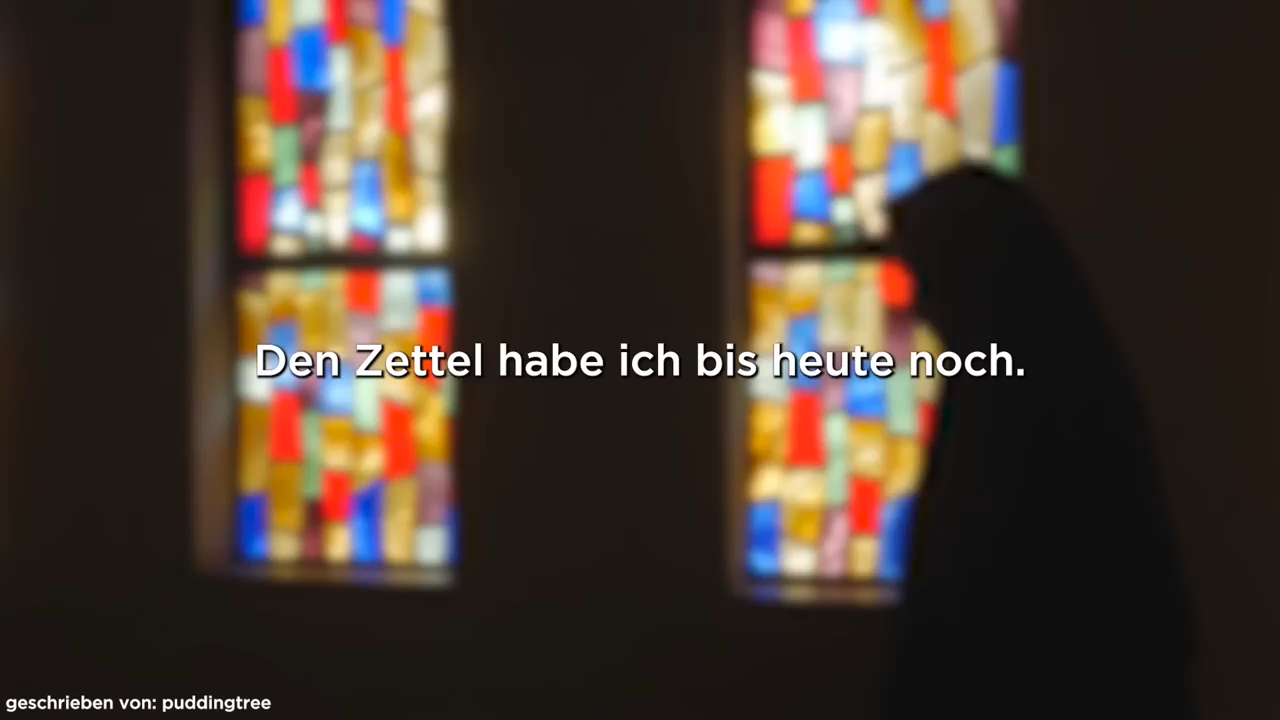 Den Zettel habe ich bis heute noch.
geschrieben von: puddingtree